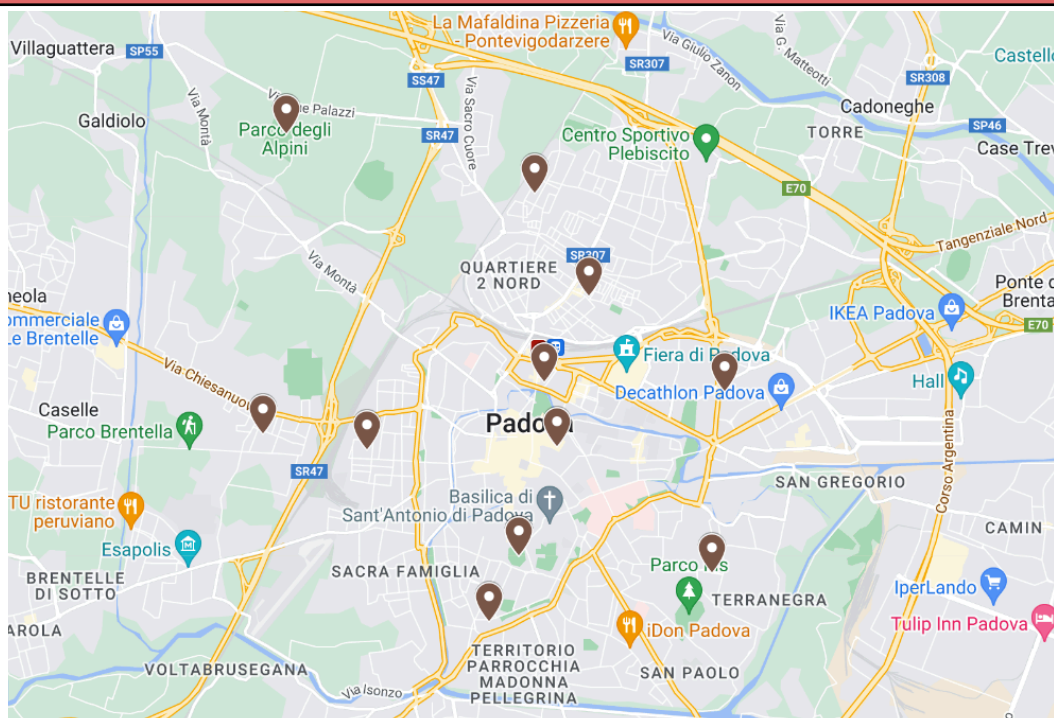 La Mafaldina Pizzeria
- Pontevigodarzere
Villaguattera
SP55
SS47
SR307
Via Giulio Zanon
Via G. Matteotti
SR308
Castello
Cadoneghe
Galdiolo
Via Montà
Palazzi
Parco degli
Alpini
SR47
Via Sacro Cuore
Centro Sportivo
Plebiscito
TORRE
SP46
Case Trev
E70
Tangenziale Nord
SR307
QUARTIERE
2 NORD
Via Montà
Ponte d
Brenta
neola
ommerciale
Le Brentelle
IKEA Padova
E70
Fiera di Padova
Via Chiesanuova
Decathlon Padova
Hall
Caselle
Parco Brentella
Padova
Corso Argentina
SR47
SAN GREGORIO
TU ristorante
peruviano
Basilica di
Sant'Antonio di Padova
CAMIN
Esapolis
BRENTELLE
DI SOTTO
SACRA FAMIGLIA
Parco Iris
TERRANEGRA
IperLando
Tulip Inn Padova
AROLA
iDon Padova
VOLTABRUSEGANA
TERRITORIO
PARROCCHIA
MADONNA
PELLEGRINA
SAN PAOLO
Via Isonzo